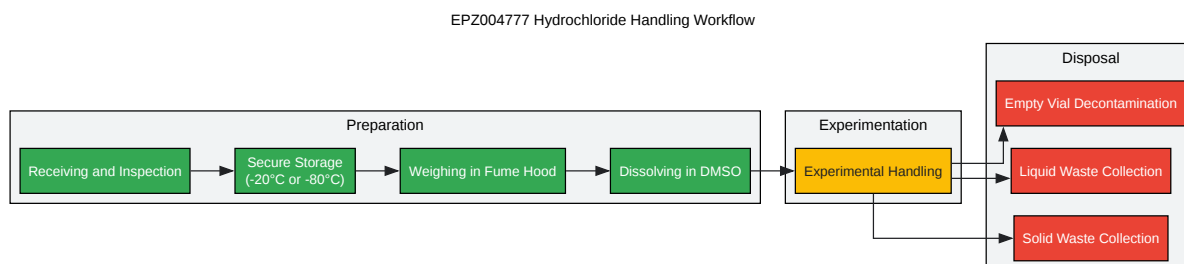 EPZ004777 Hydrochloride Handling Workflow
Preparation
Receiving and Inspection
Secure Storage
(-20°C or -80°C)
Weighing in Fume Hood
Dissolving in DMSO
Experimentation
Experimental Handling
Disposal
Empty Vial Decontamination
Liquid Waste Collection
Solid Waste Collection